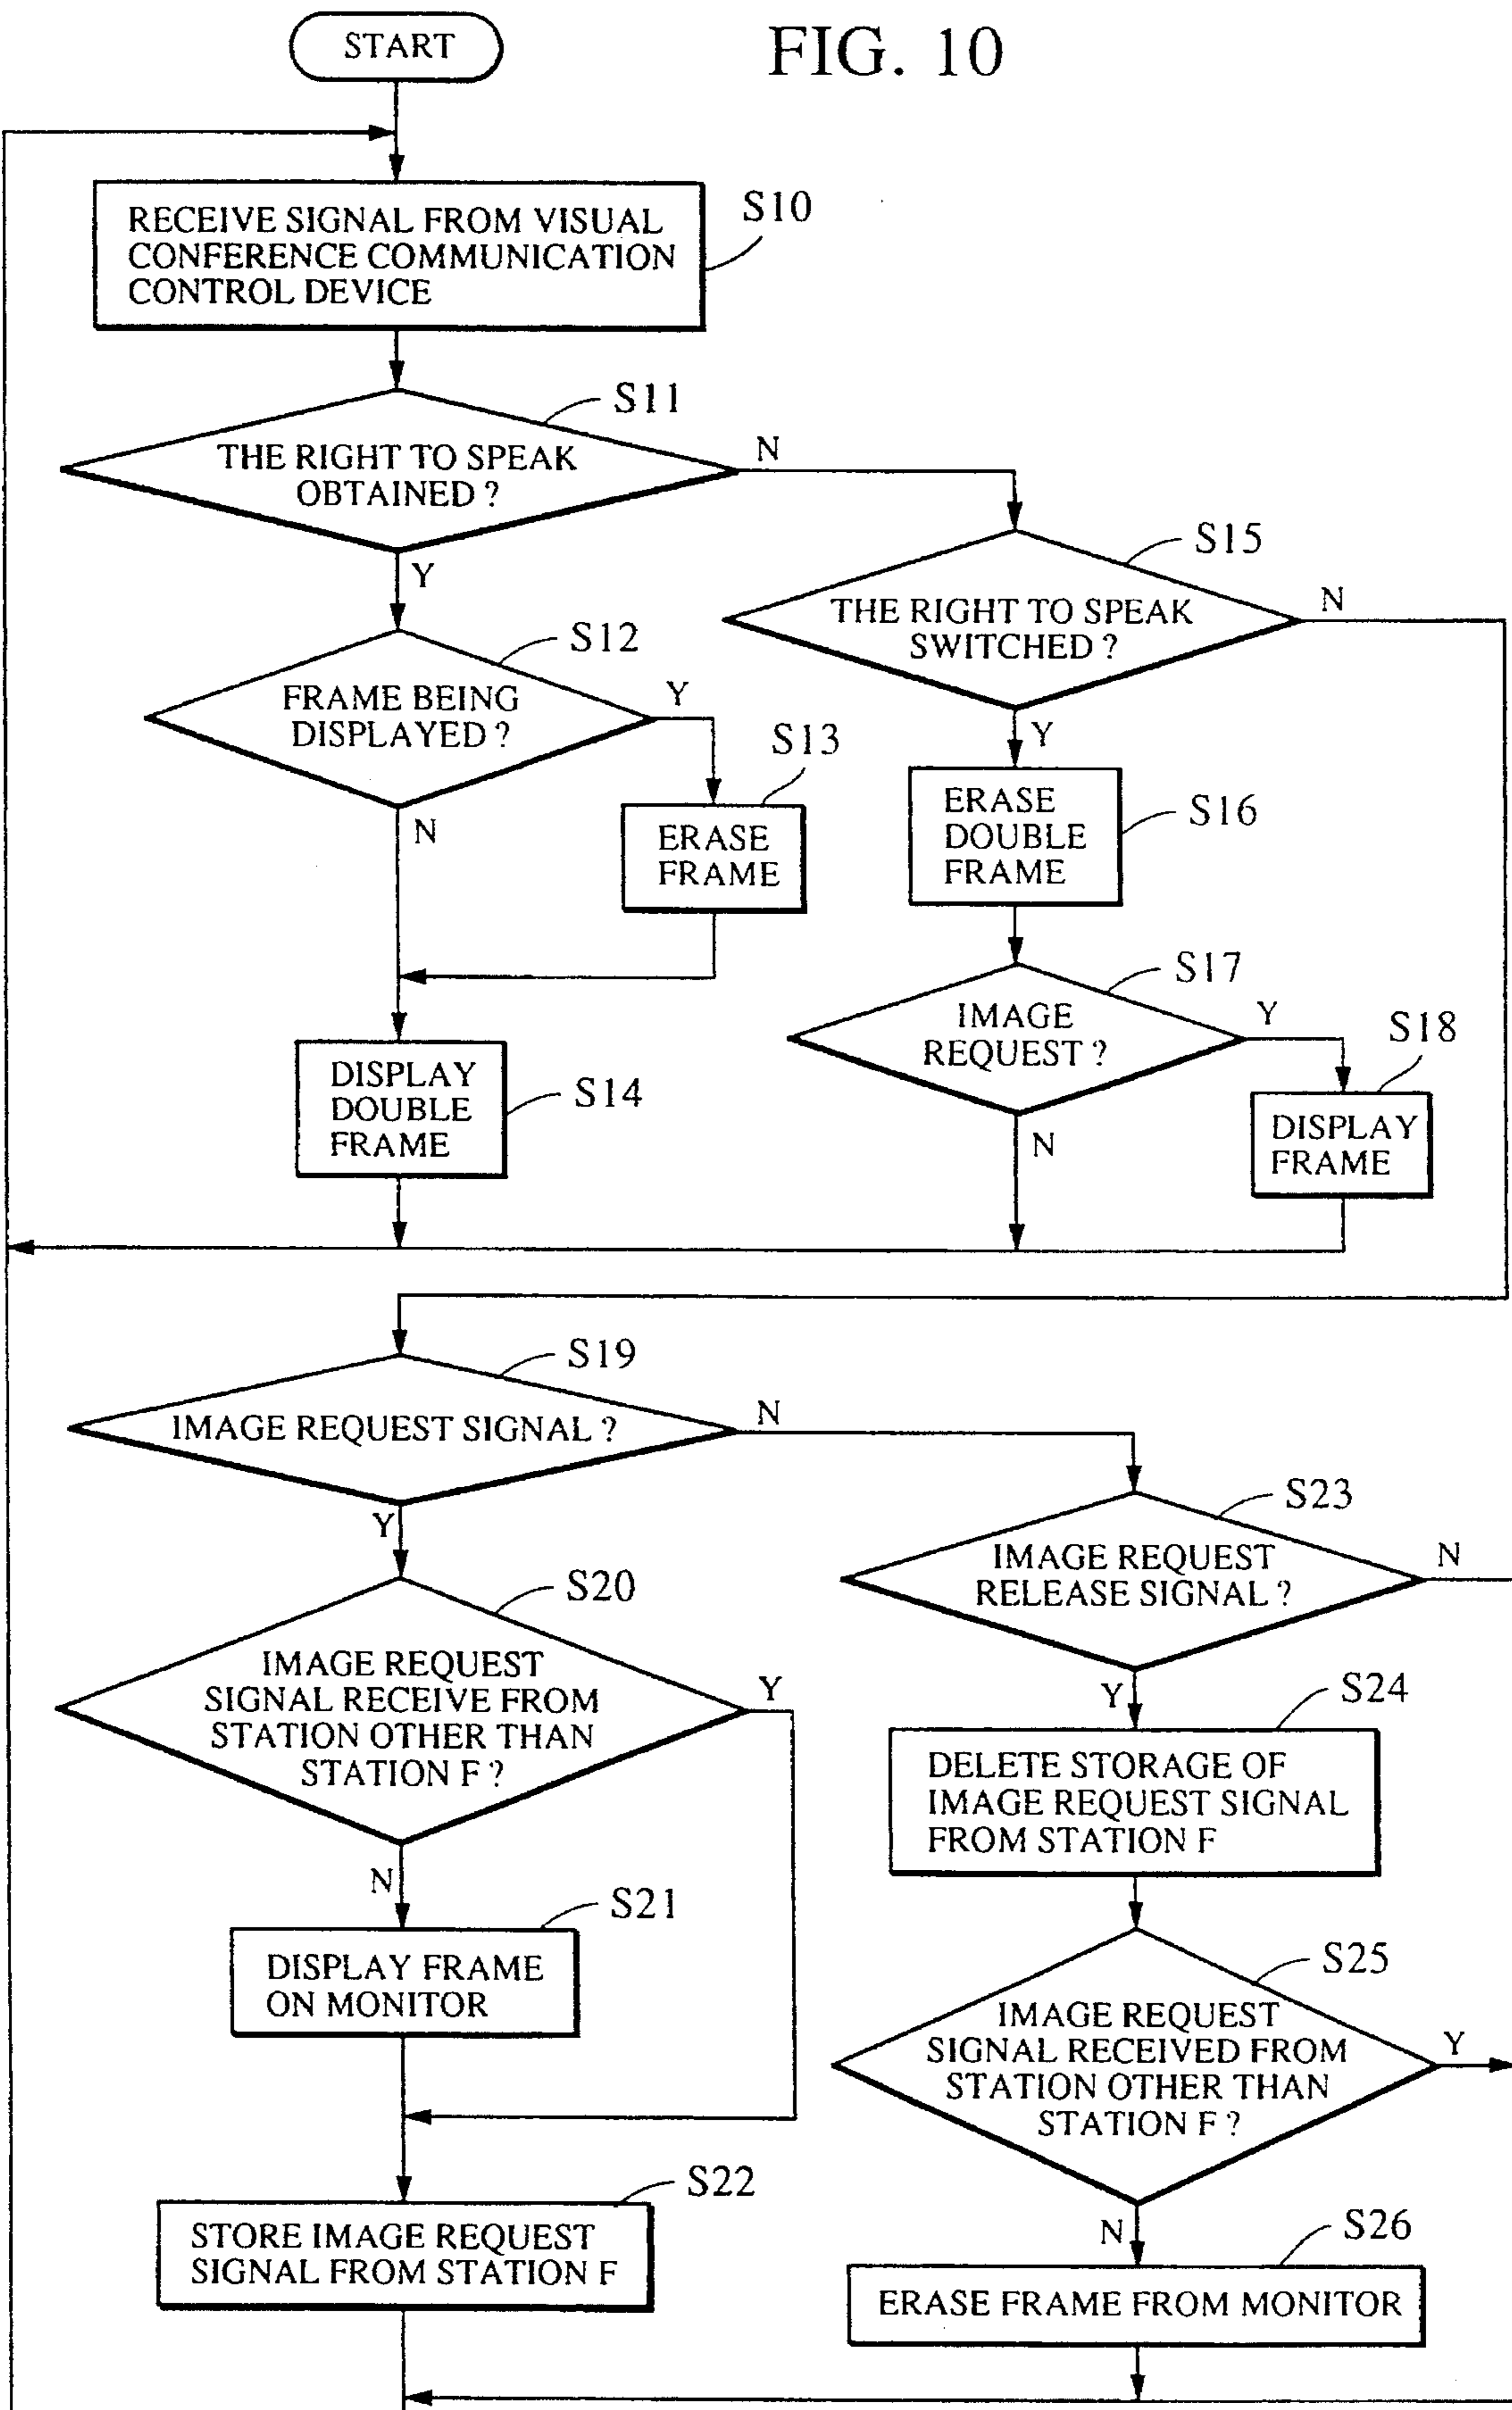 FIG. 10
START
RECEIVE SIGNAL FROM VISUAL
CONFERENCE COMMUNICATION
CONTROL DEVICE
S10
THE RIGHT TO SPEAK
OBTAINED ?
S11
N
Y
THE RIGHT TO SPEAK
SWITCHED ?
S15
N
Y
FRAME BEING
DISPLAYED ?
S12
Y
N
ERASE
FRAME
S13
ERASE
DOUBLE
FRAME
S16
IMAGE
REQUEST ?
S17
Y
N
DISPLAY
DOUBLE
FRAME
S14
DISPLAY
FRAME
S18
IMAGE REQUEST SIGNAL ?
S19
N
Y
IMAGE REQUEST
RELEASE SIGNAL ?
S23
N
Y
IMAGE REQUEST
SIGNAL RECEIVE FROM
STATION OTHER THAN
STATION F ?
S20
Y
N
DELETE STORAGE OF
IMAGE REQUEST SIGNAL
FROM STATION F
S24
DISPLAY FRAME
ON MONITOR
S21
IMAGE REQUEST
SIGNAL RECEIVED FROM
STATION OTHER THAN
STATION F ?
S25
Y
N
STORE IMAGE REQUEST
SIGNAL FROM STATION F
S22
ERASE FRAME FROM MONITOR
S26